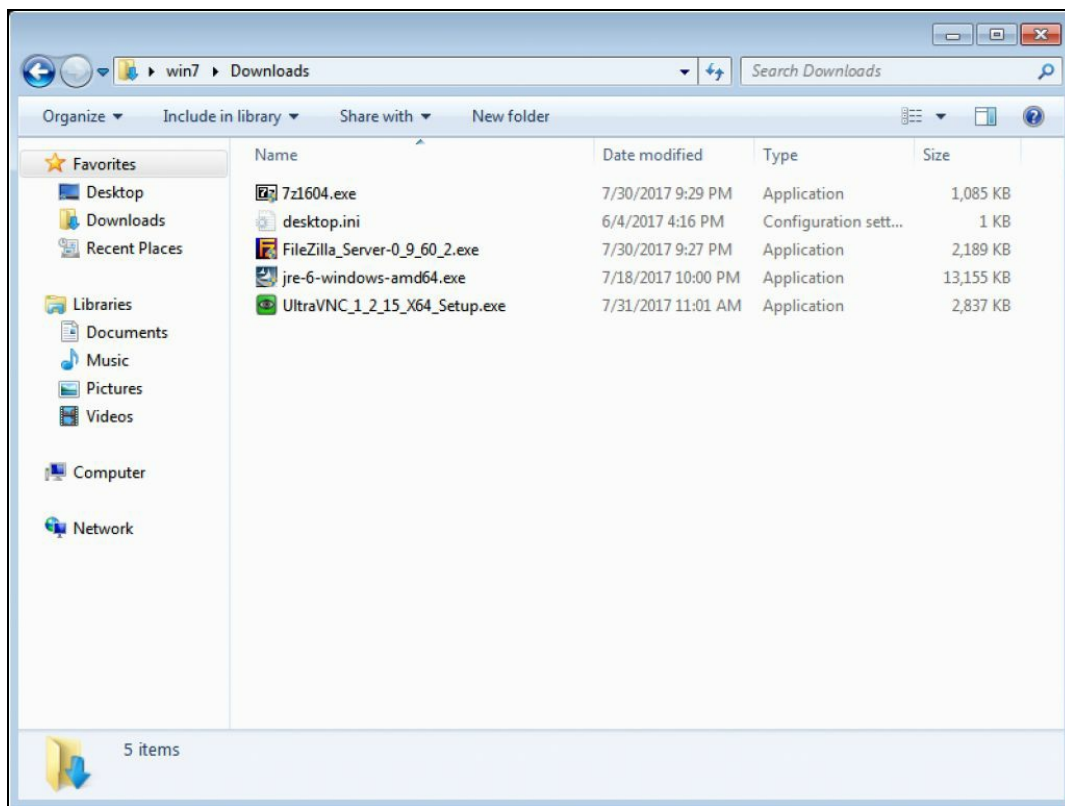 win7 Downloads Search Downloads
Organize Include in library Share with New folder
Favorites
Desktop
Downloads
Recent Places
Libraries
Documents
Music
Pictures
Videos
Computer
Network
Name Date modified Type Size
7z1604.exe 7/30/2017 9:29 PM Application 1,085 KB
desktop.ini 6/4/2017 4:16 PM Configuration sett... 1 KB
FileZilla_Server-0_9_60_2.exe 7/30/2017 9:27 PM Application 2,189 KB
jre-6-windows-amd64.exe 7/18/2017 10:00 PM Application 13,155 KB
UltraVNC_1_2_15_X64_Setup.exe 7/31/2017 11:01 AM Application 2,837 KB
5 items